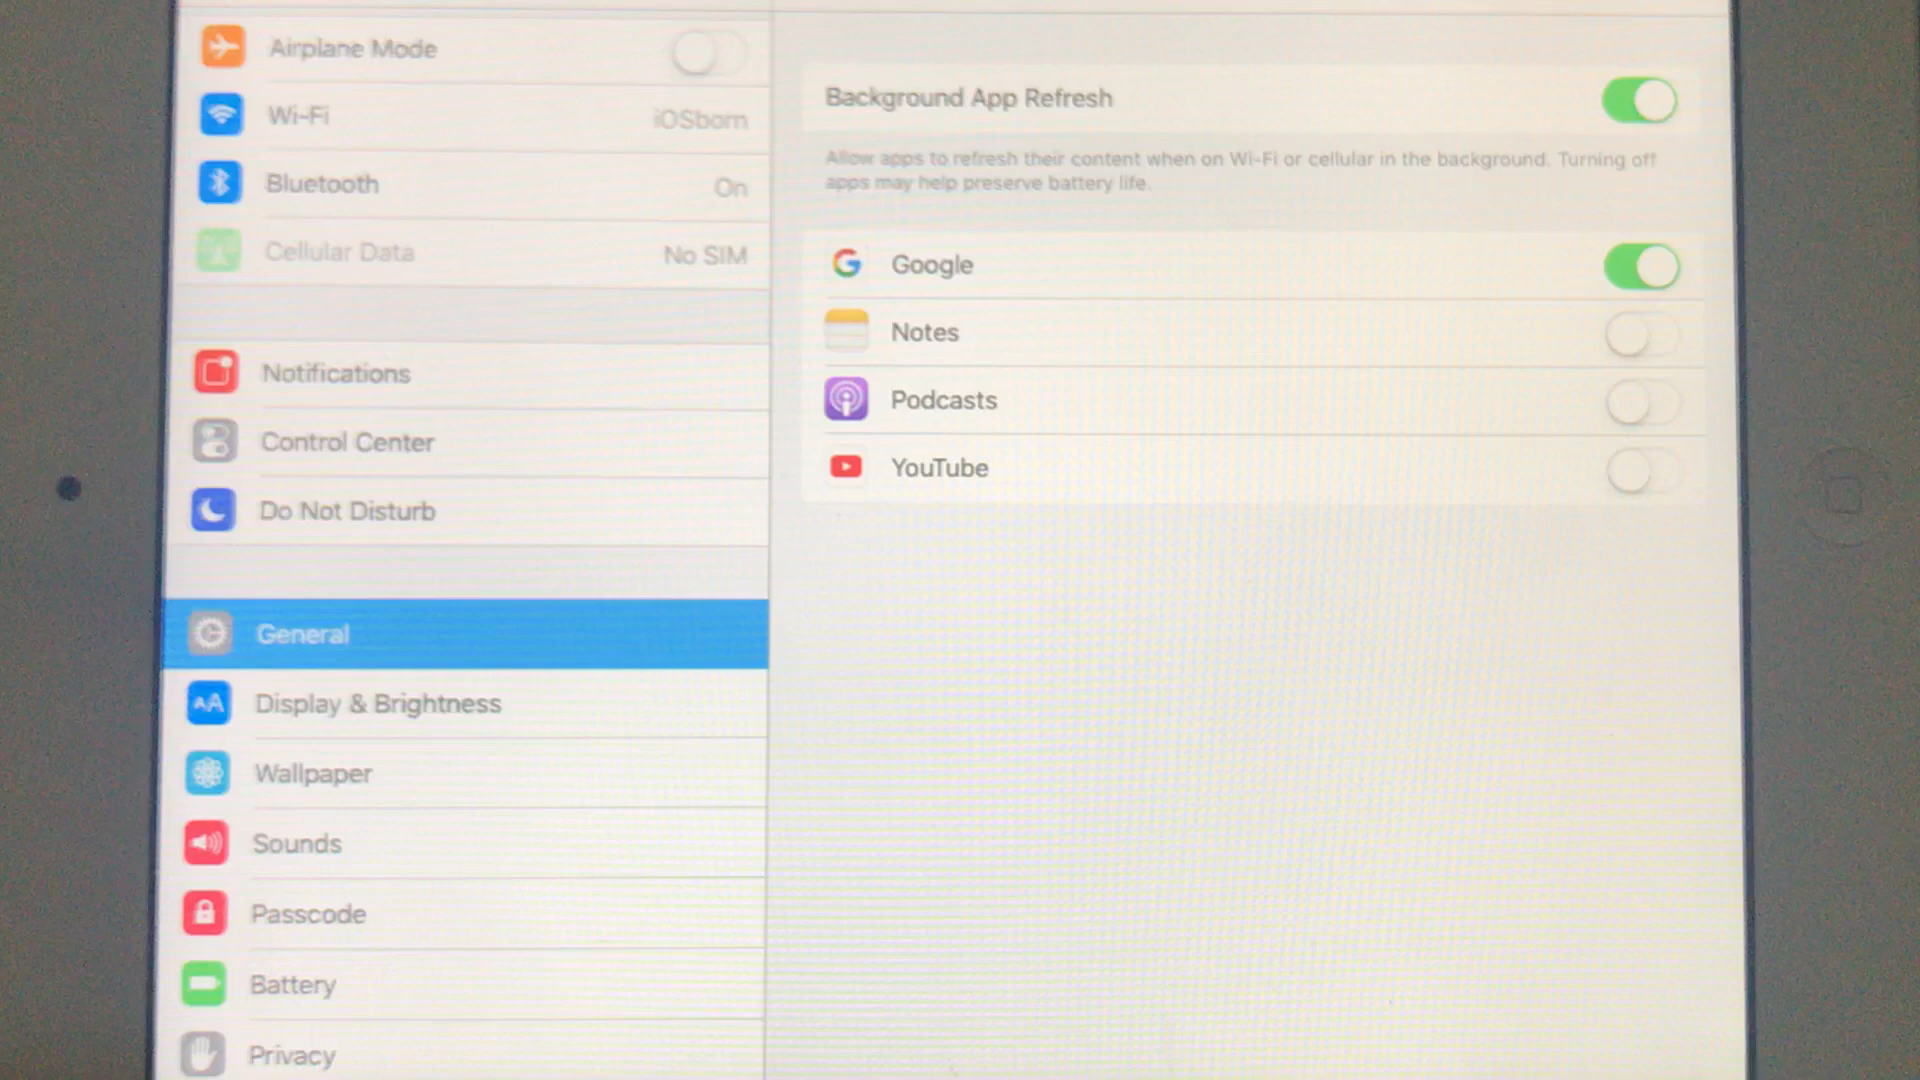 Airplane Mode
Wi-Fi iOSborn
Bluetooth On
Cellular Data No SIM
Notifications
Control Center
Do Not Disturb
General
AA Display & Brightness
Wallpaper
Sounds
Passcode
Battery
Privacy
Background App Refresh
Allow apps to refresh their content when on Wi-Fi or cellular in the background. Turning off
apps may help preserve battery life.
G Google
Notes
Podcasts
YouTube